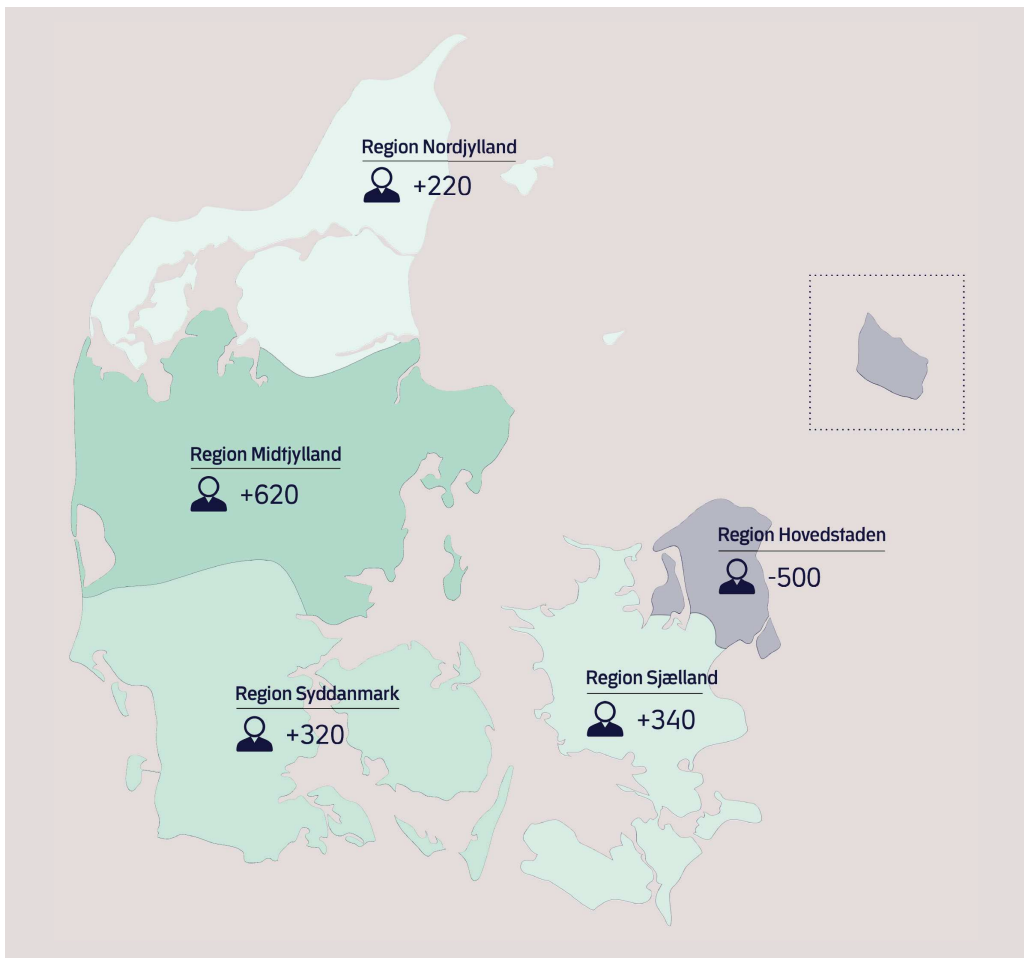 Region Nordjylland
+220
Region Midtjylland
+620
Region Hovedstaden
-500
Region Sjælland
+340
Region Syddanmark
+320